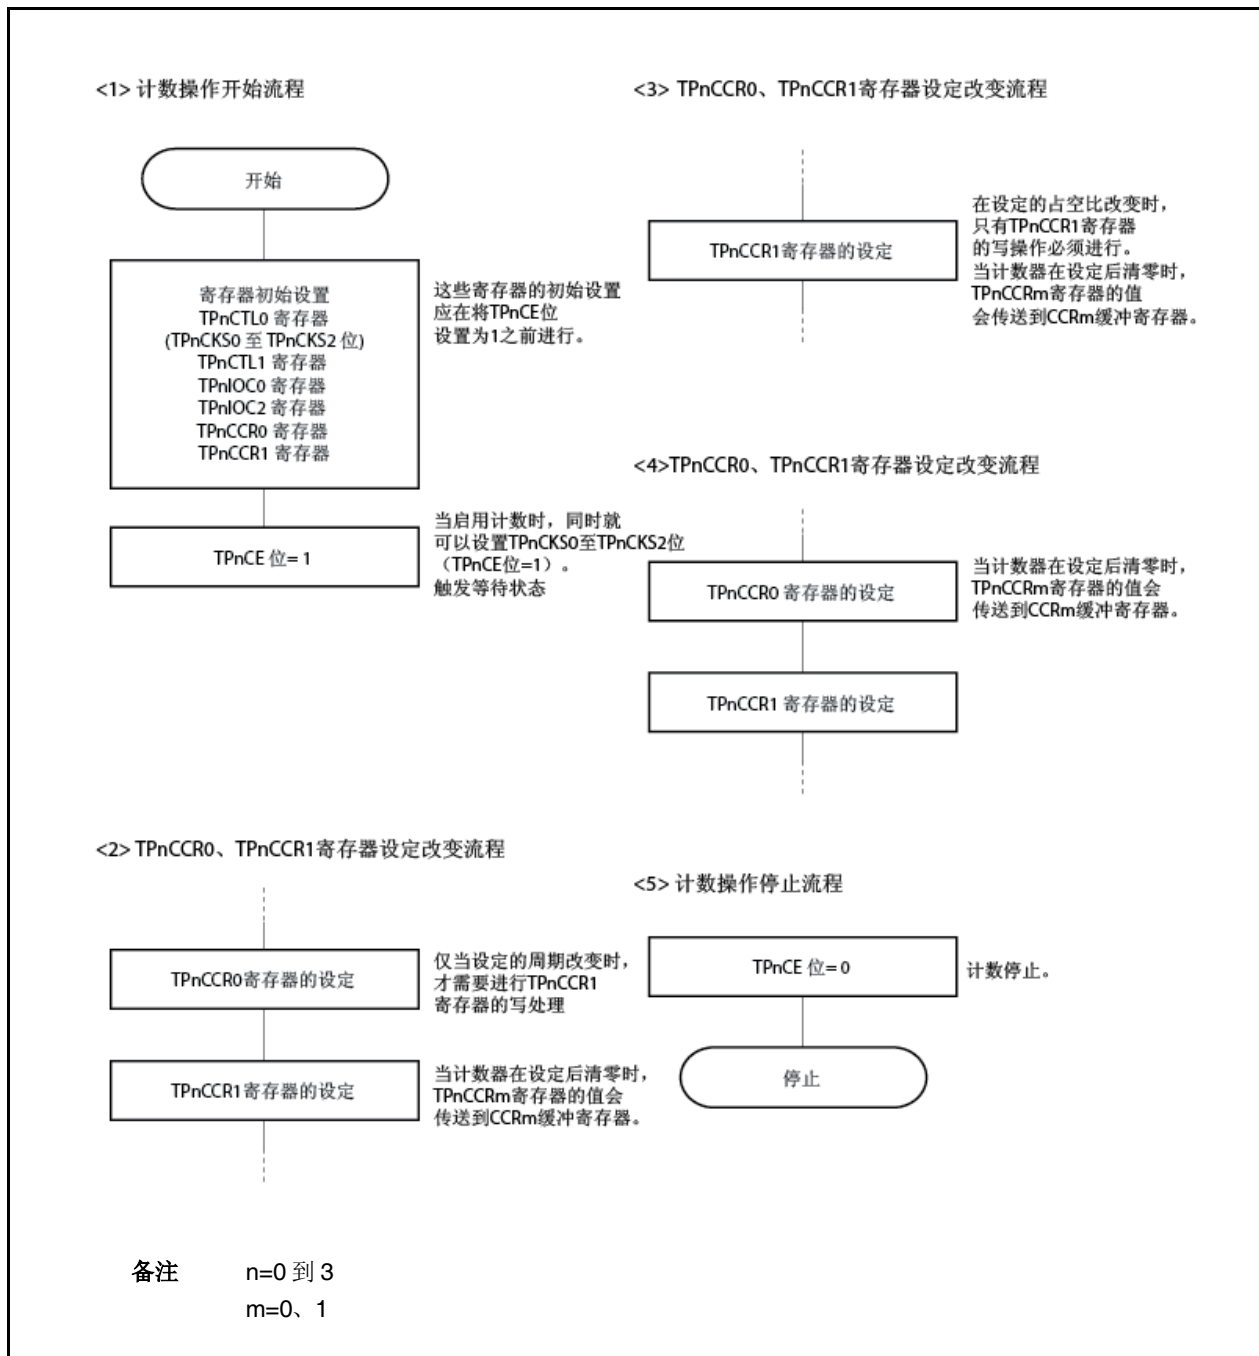 <1> 计数操作开始流程
开始
寄存器初始设置
TPnCTL0 寄存器
(TPnCKS0 至 TPnCKS2 位)
TPnCTL1 寄存器
TPnIOC0 寄存器
TPnIOC2 寄存器
TPnCCR0 寄存器
TPnCCR1 寄存器
这些寄存器的初始设置
应在将TPnCE位
设置为1之前进行。
TPnCE 位= 1
当启用计数时，同时就
可以设置TPnCKS0至TPnCKS2位
（TPnCE位=1）。
触发等待状态
<2> TPnCCR0、TPnCCR1寄存器设定改变流程
TPnCCR0寄存器的设定
仅当设定的周期改变时，
才需要进行TPnCCR1
寄存器的写处理
TPnCCR1寄存器的设定
当计数器在设定后清零时，
TPnCCRm寄存器的值会
传送到CCRm缓冲寄存器。
<3> TPnCCR0、TPnCCR1寄存器设定改变流程
TPnCCR1寄存器的设定
在设定的占空比改变时，
只有TPnCCR1寄存器
的写操作必须进行。
当计数器在设定后清零时，
TPnCCRm寄存器的值
会传送到CCRm缓冲寄存器。
<4>TPnCCR0、TPnCCR1寄存器设定改变流程
TPnCCR0 寄存器的设定
当计数器在设定后清零时，
TPnCCRm寄存器的值会
传送到CCRm缓冲寄存器。
TPnCCR1 寄存器的设定
<5> 计数操作停止流程
TPnCE 位= 0
计数停止。
停止
备注 n=0 到 3
m=0、1